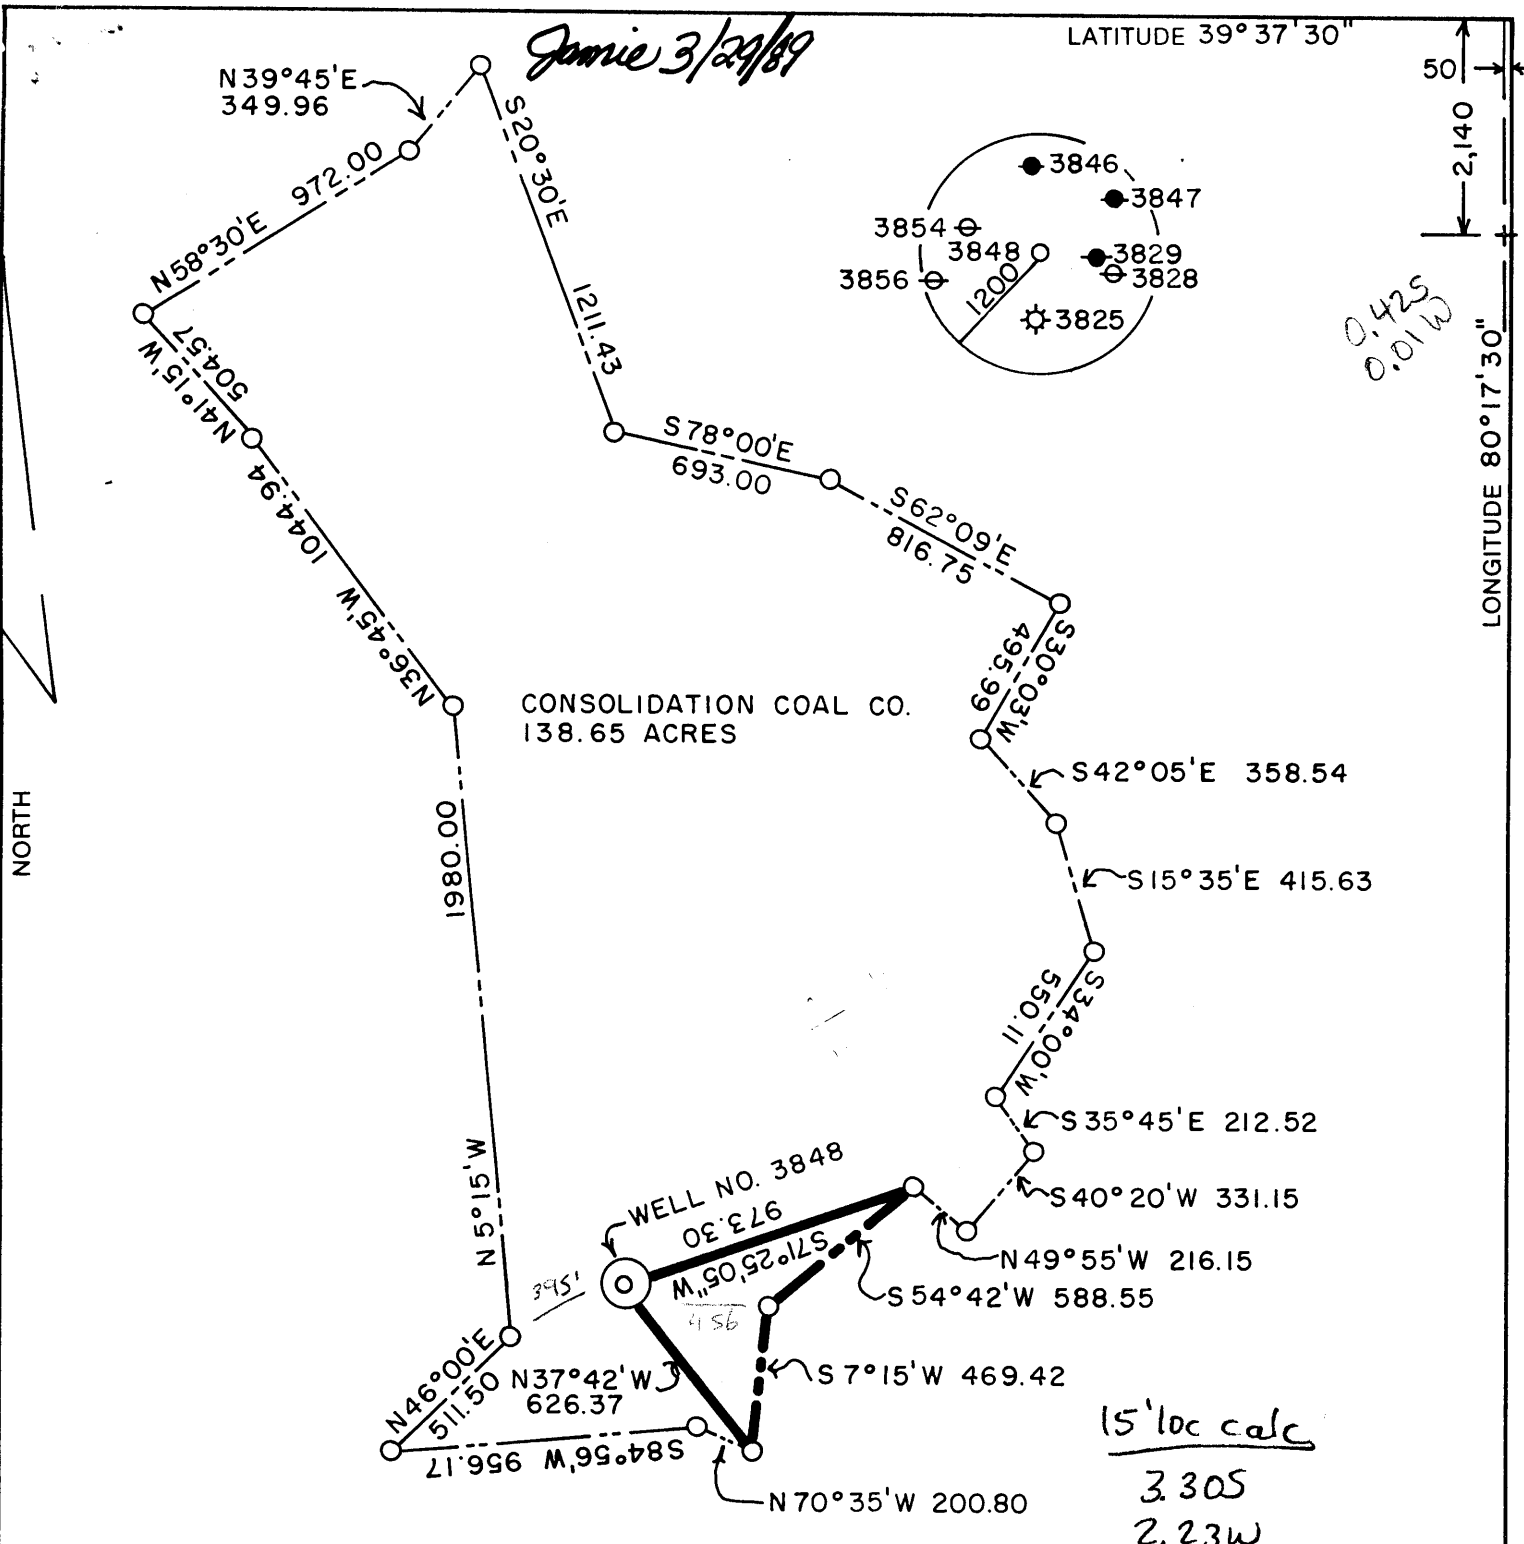 Jamie 3/29/89
LATITUDE 39°37'30"
50
2,140
N39°45'E
349.96
S20°30'E
1211.43
972.00
N58°30'E
3846
3847
3854
3848
3829
3856
3828
1200
3825
0.42S
0.01W
LONGITUDE 80°17'30"
504.57
N41°15'W
S78°00'E
693.00
S62°09'E
816.75
1044.94
N36°45'W
S30°03'W
495.99
CONSOLIDATION COAL CO.
138.65 ACRES
S42°05'E 358.54
NORTH
1980.00
N5°15'W
S15°35'E 415.63
S34°00'W
550.11
S35°45'E 212.52
WELL NO. 3848
973.30
S71°25'05"W
S40°20'W 331.15
N49°55'W 216.15
395'
456
S54°42'W 588.55
N46°00'E
511.50
N37°42'W
626.37
S7°15'W 469.42
S84°56'W 956.17
N70°35'W 200.80
15' loc calc
3.30S
2.23W